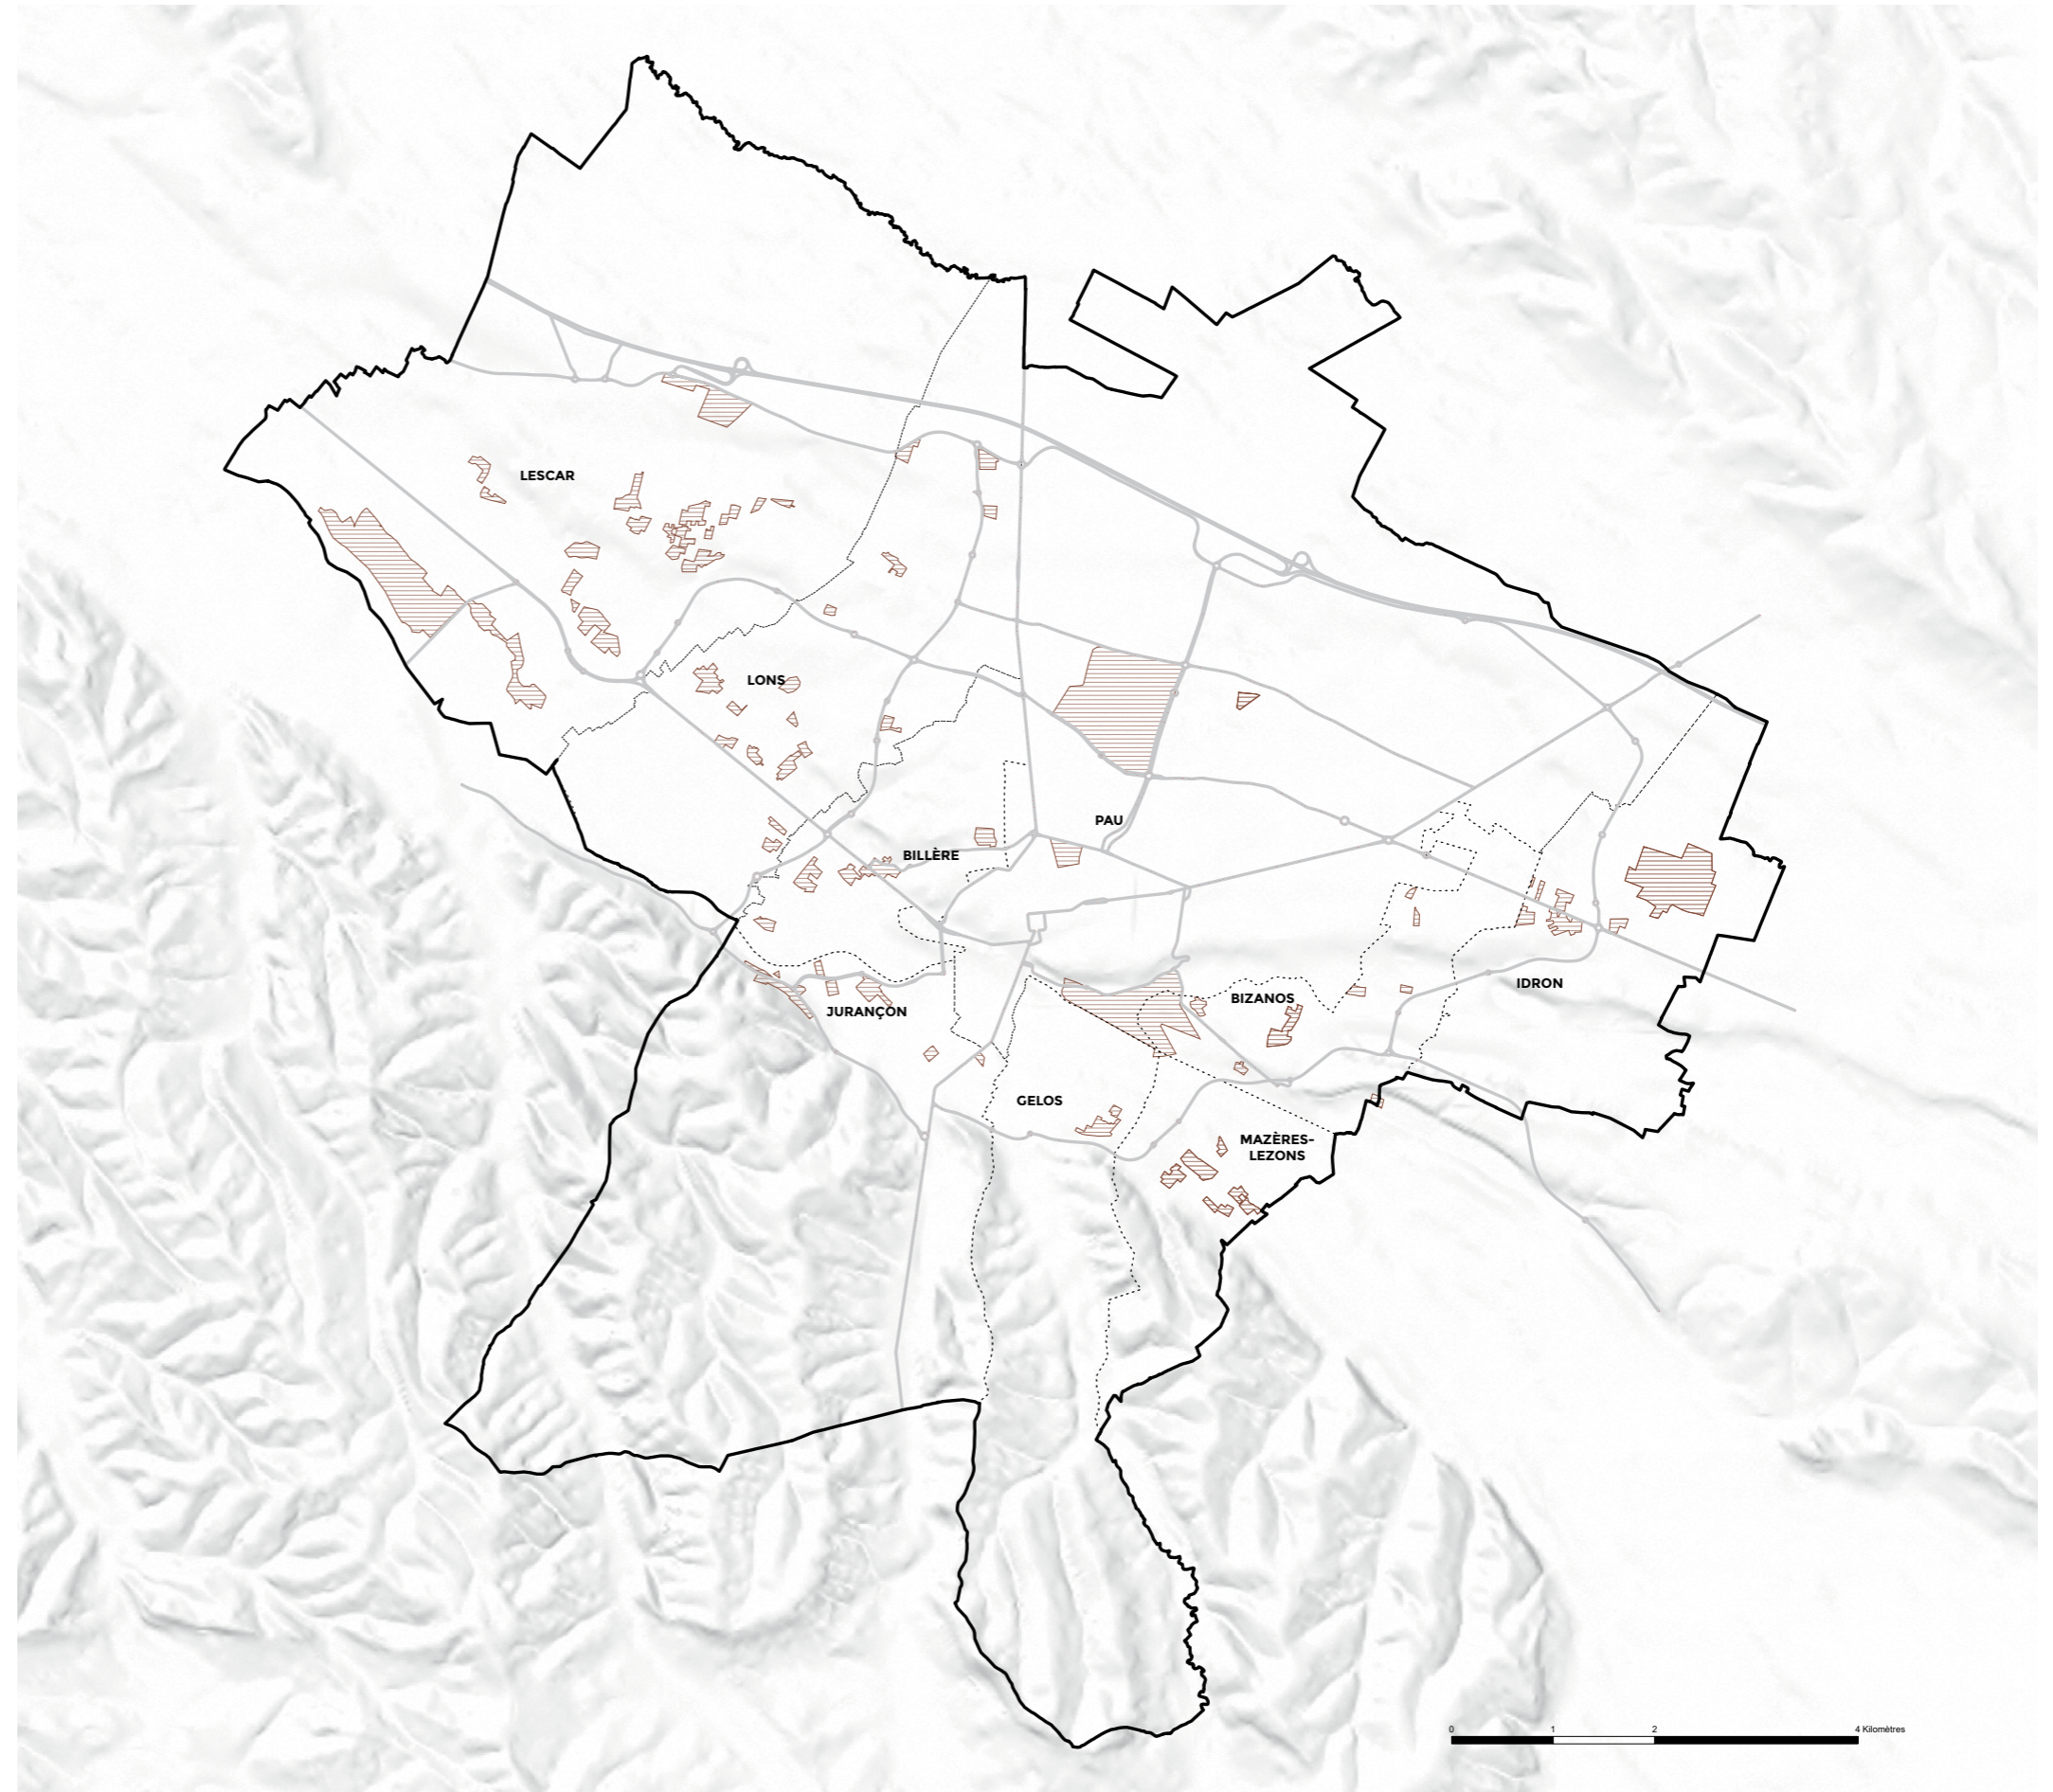 LESCAR
LONS
PAU
BILLÈRE
IDRON
BIZANOS
JURANÇON
GELOS
MAZÈRES-
LEZONS
0 1 2 4 Kilomètres